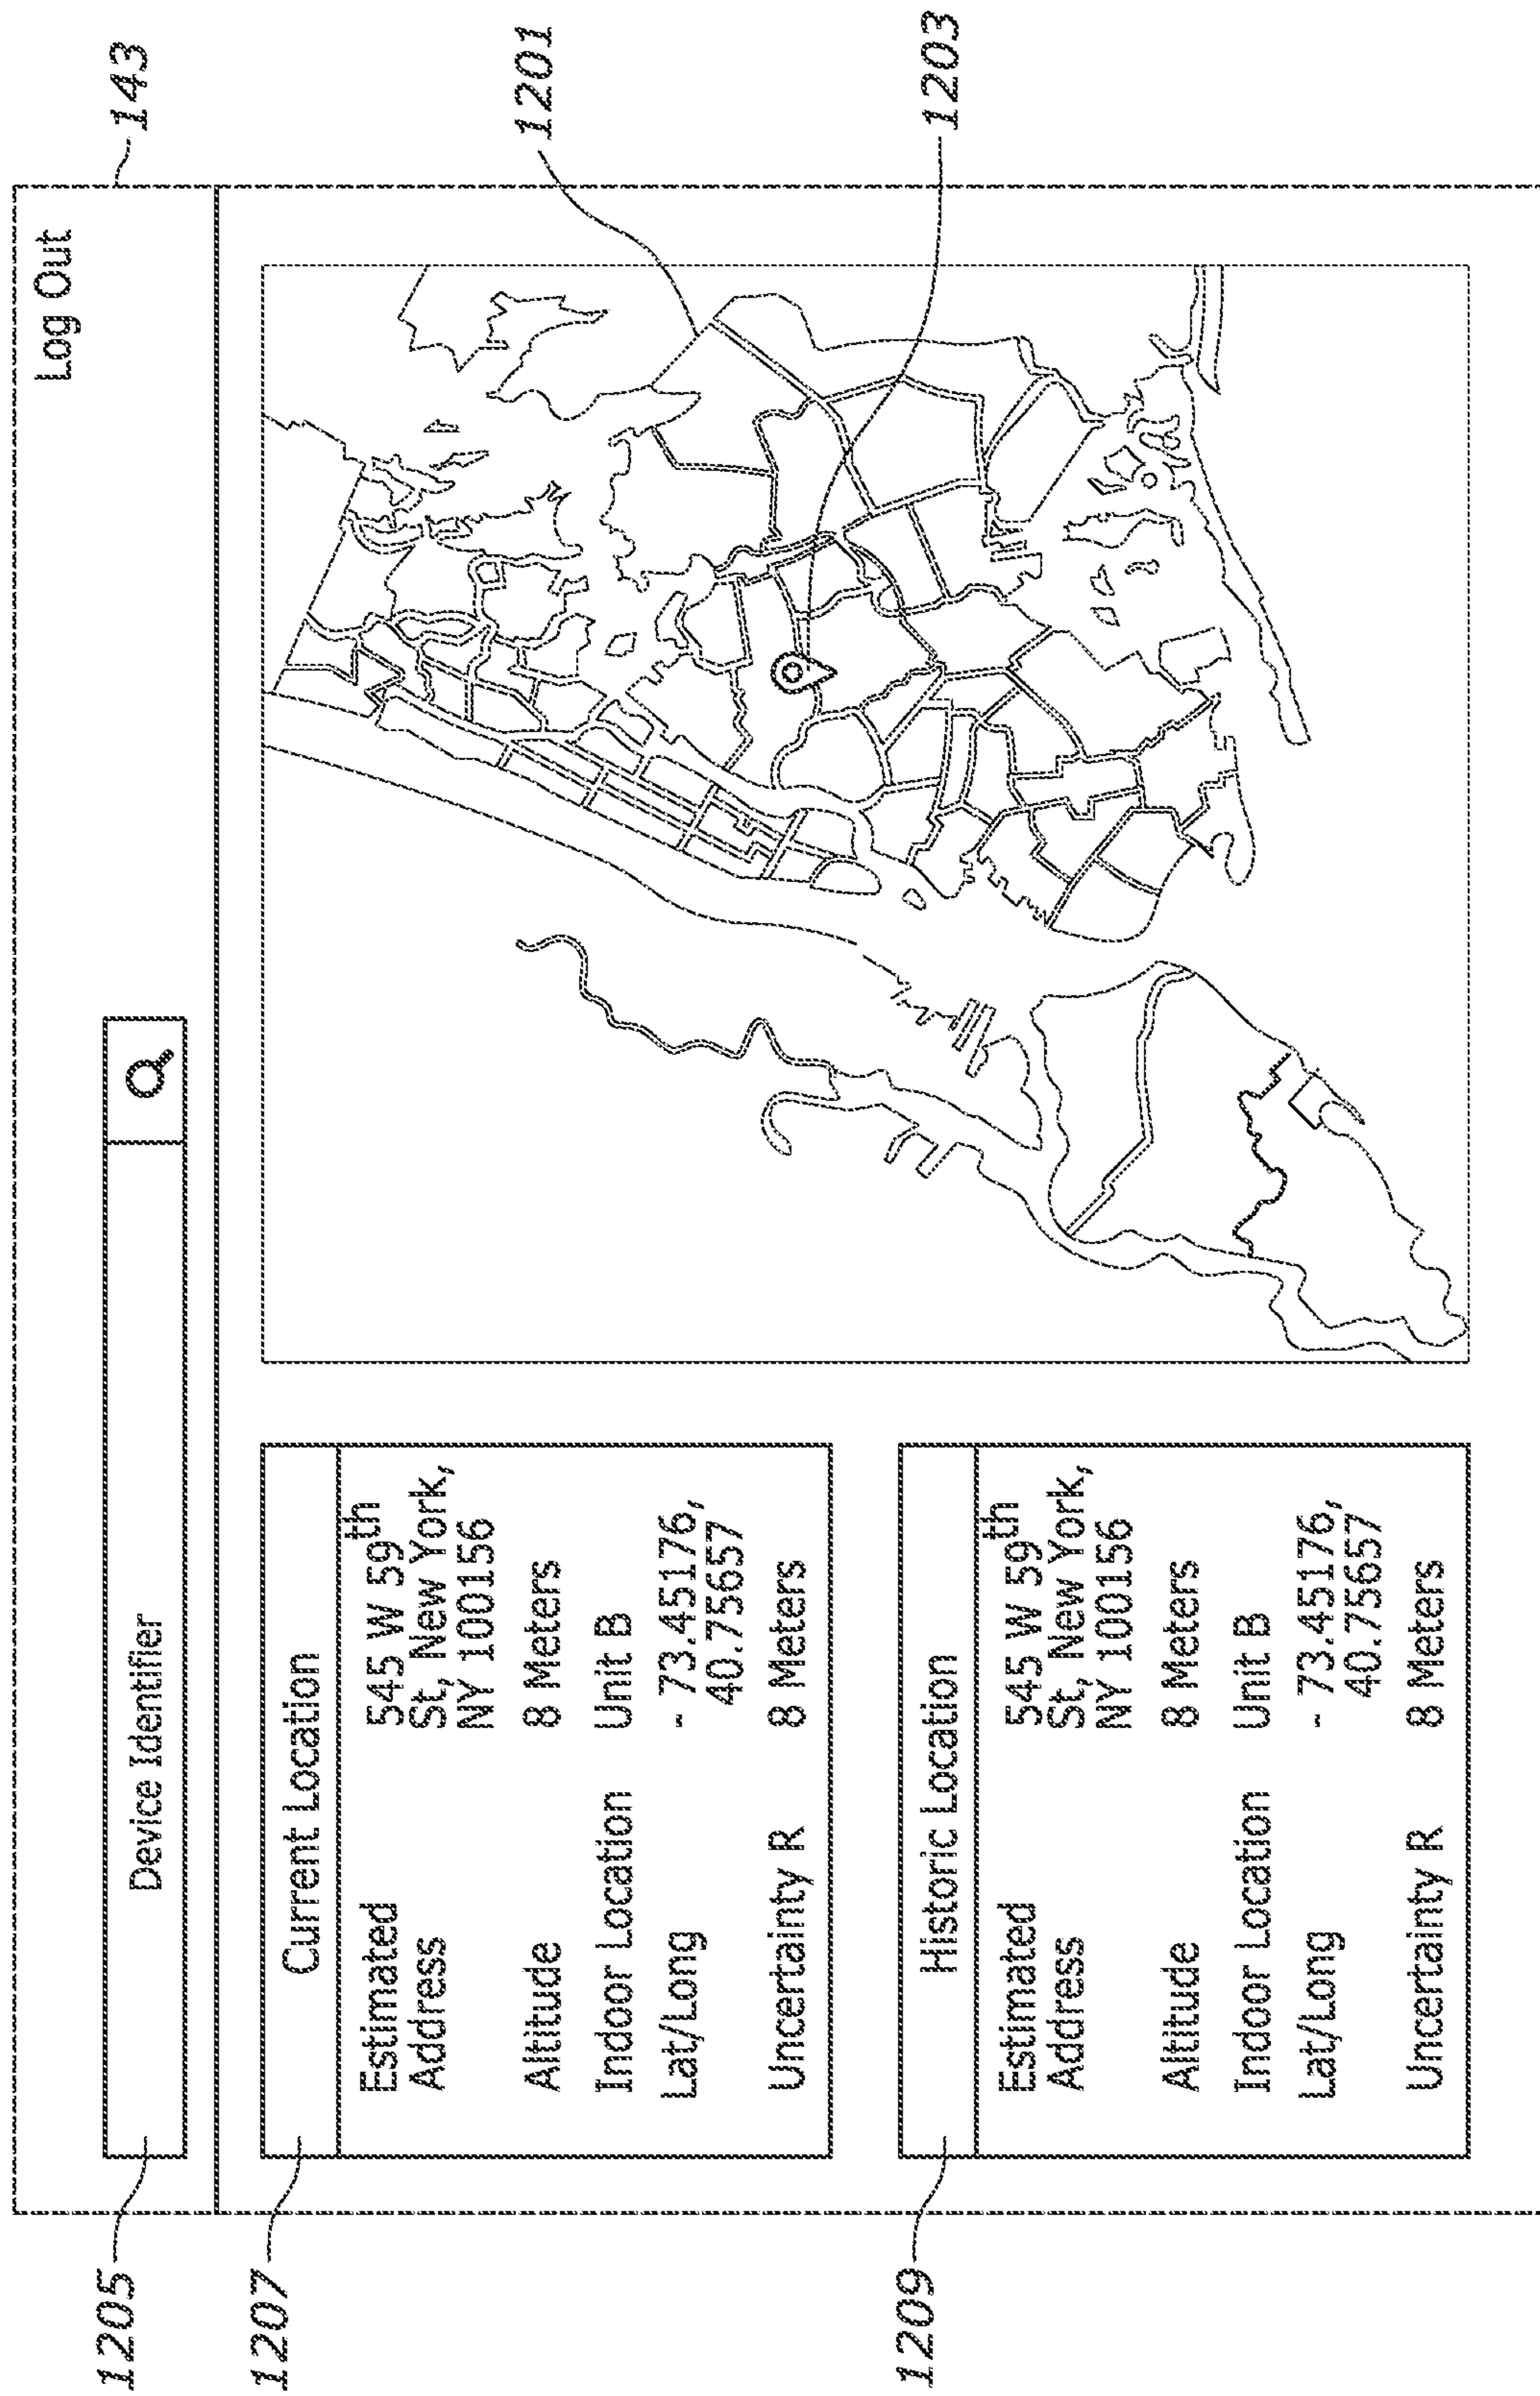 143
Log Out
1205
Device Identifier
1201
1203
1207
Current Location
Estimated Address
545 W 59th
St, New York,
NY 100156
Altitude 8 Meters
Indoor Location Unit B
Lat/Long - 73.45176,
40.75657
Uncertainty R 8 Meters
1209
Historic Location
Estimated Address
545 W 59th
St, New York,
NY 100156
Altitude 8 Meters
Indoor Location Unit B
Lat/Long - 73.45176,
40.75657
Uncertainty R 8 Meters